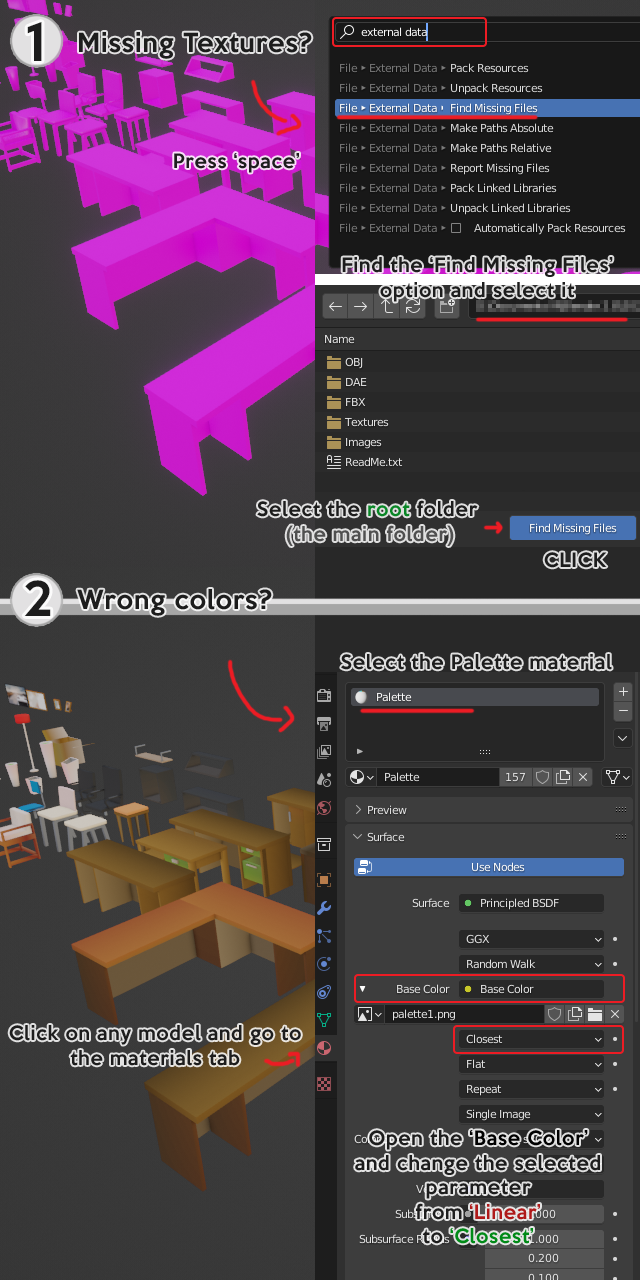 1 Missing Textures?
Press ‘space’
external data
File ▸ External Data ▸ Pack Resources
File ▸ External Data ▸ Unpack Resources
File ▸ External Data ▸ Find Missing Files
File ▸ External Data ▸ Make Paths Absolute
File ▸ External Data ▸ Make Paths Relative
File ▸ External Data ▸ Report Missing Files
File ▸ External Data ▸ Pack Linked Libraries
File ▸ External Data ▸ Unpack Linked Libraries
File ▸ External Data ▸ Automatically Pack Resources
Find the ‘Find Missing Files’
option and select it
Name
OBJ
DAE
FBX
Textures
Images
ReadMe.txt
Select the root folder
(the main folder)
Find Missing Files
CLICK
2 Wrong colors?
Select the Palette material
Palette
Palette 157
Preview
Surface
Use Nodes
Surface Principled BSDF
GGX
Random Walk
Base Color Base Color
palette1.png
Closest
Flat
Repeat
Single Image
Click on any model and go to
the materials tab
Open the ‘Base Color’
and change the selected
parameter
from ‘Linear’
to ‘Closest’
Subsurface
1.000
0.200
0.100